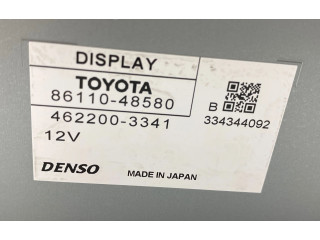 DISPLAY
TOYOTA
86110-48580
462200-3341
12V
B
334344092
DENSO
MADE IN JAPAN